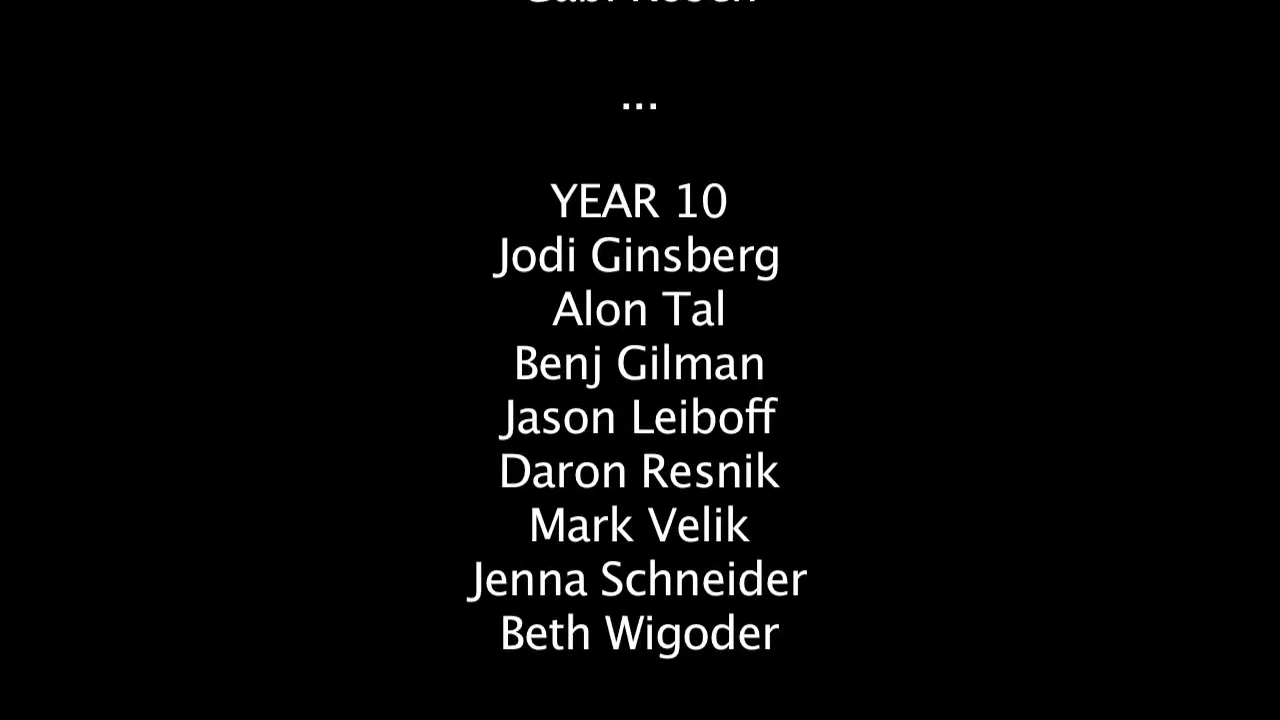 ...
YEAR 10
Jodi Ginsberg
Alon Tal
Benj Gilman
Jason Leiboff
Daron Resnik
Mark Velik
Jenna Schneider
Beth Wigoder